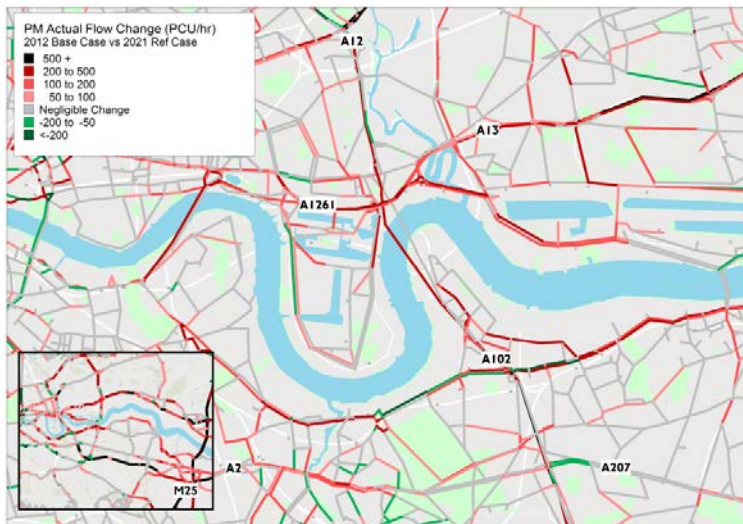 PM Actual Flow Change (PCU/hr)
2012 Base Case vs 2021 Ref Case
500 +
200 to 500
100 to 200
50 to 100
Negligible Change
-200 to -50
<-200
A12
A13
A1261
A102
A2
A207
M25